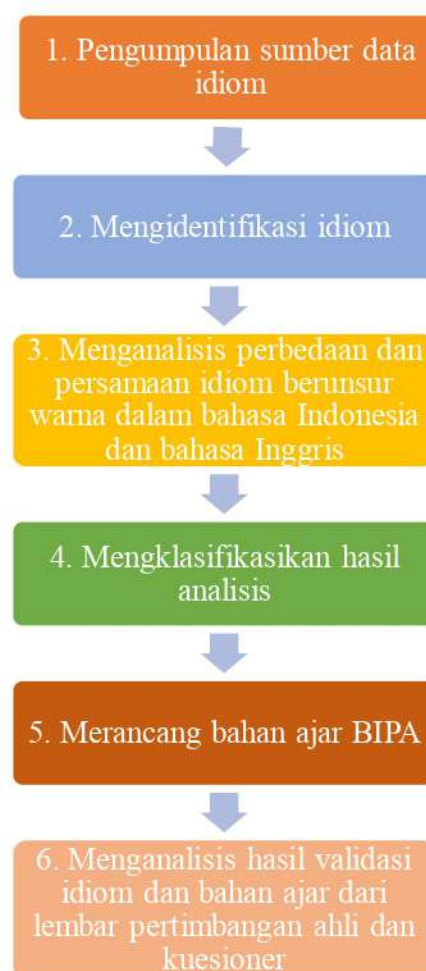 1. Pengumpulan sumber data
idiom
2. Mengidentifikasi idiom
3. Menganalisis perbedaan dan
persamaan idiom berunsur
warna dalam bahasa Indonesia
dan bahasa Inggris
4. Mengklasifikasikan hasil
analisis
5. Merancang bahan ajar BIPA
6. Menganalisis hasil validasi
idiom dan bahan ajar dari
lembar pertimbangan ahli dan
kuesioner